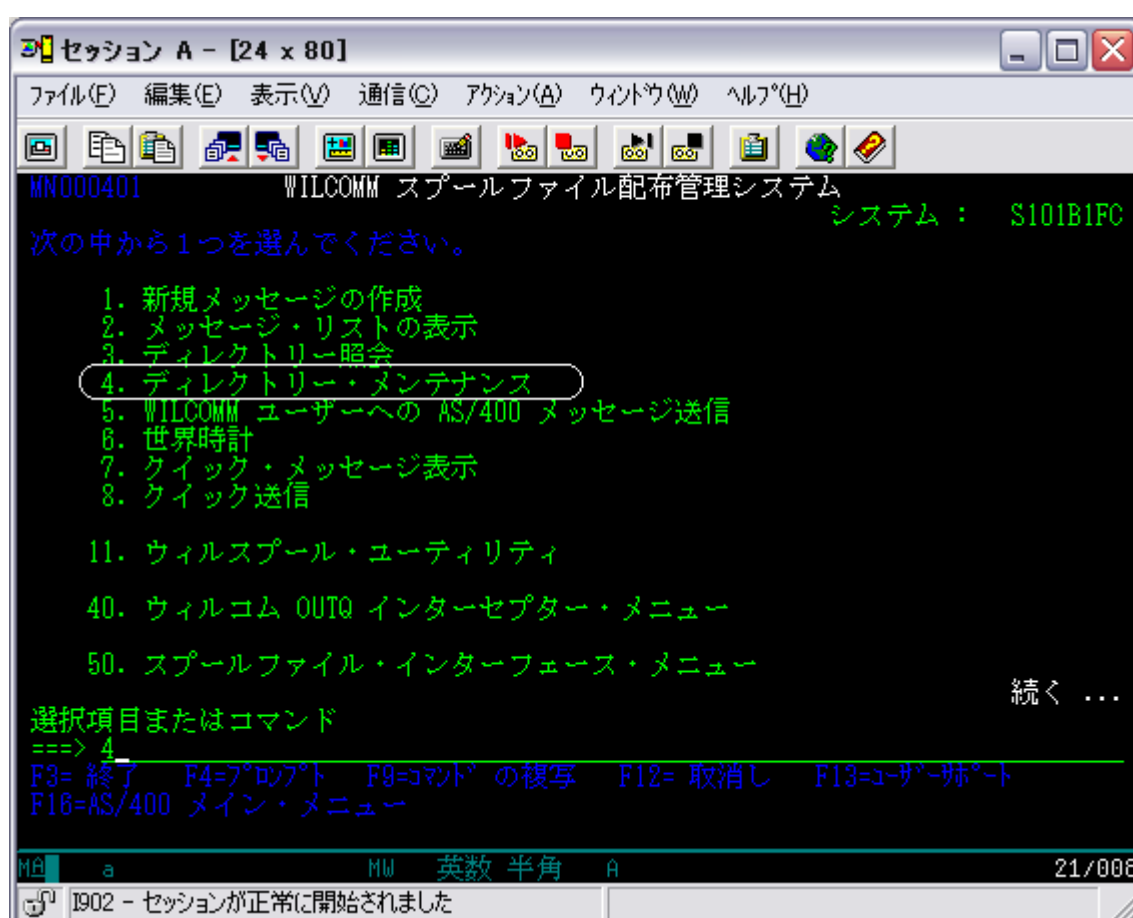 セッション A - [24 x 80]
ファイル(F) 編集(E) 表示(V) 通信(C) アクション(A) ウィンドウ(W) ヘルプ(H)
MN000401 WILCOMM スプールファイル配布管理システム
システム : S101B1FC
次の中から1つを選んでください。
1. 新規メッセージの作成
2. メッセージ・リストの表示
3. ディレクトリー照会
4. ディレクトリー・メンテナンス
5. WILCOMM ユーザーへの AS/400 メッセージ送信
6. 世界時計
7. クイック・メッセージ表示
8. クイック送信
11. ウィルスプール・ユーティリティ
40. ウィルコム OUTQ インターセプター・メニュー
50. スプールファイル・インターフェース・メニュー
続く ...
選択項目またはコマンド
===> 4
F3= 終了 F4=プロンプト F9=コマンド の複写 F12= 取消し F13=ユーザーサポート
F16=AS/400 メイン・メニュー
MA a MW 英数 半角 A 21/008
I902 - セッションが正常に開始されました